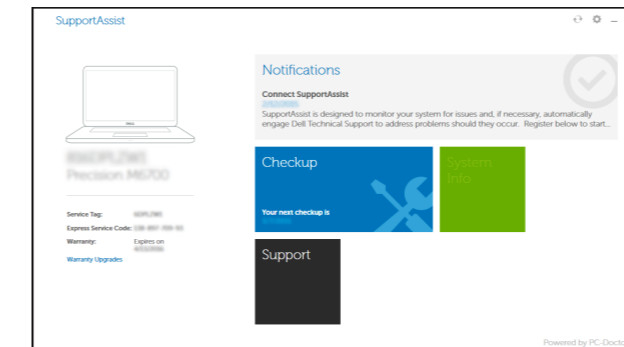 SupportAssist
Notifications
Connect SupportAssist
SupportAssist is designed to monitor your system for issues and, if necessary, automatically
engage Dell Technical Support to address problems should they occur. Register below to start...
Precision M6700
Checkup
System
Info
Service Tag:
Express Service Code:
Warranty: Expires on
Warranty Upgrades
Your next checkup is
Support
Powered by PC-Docto